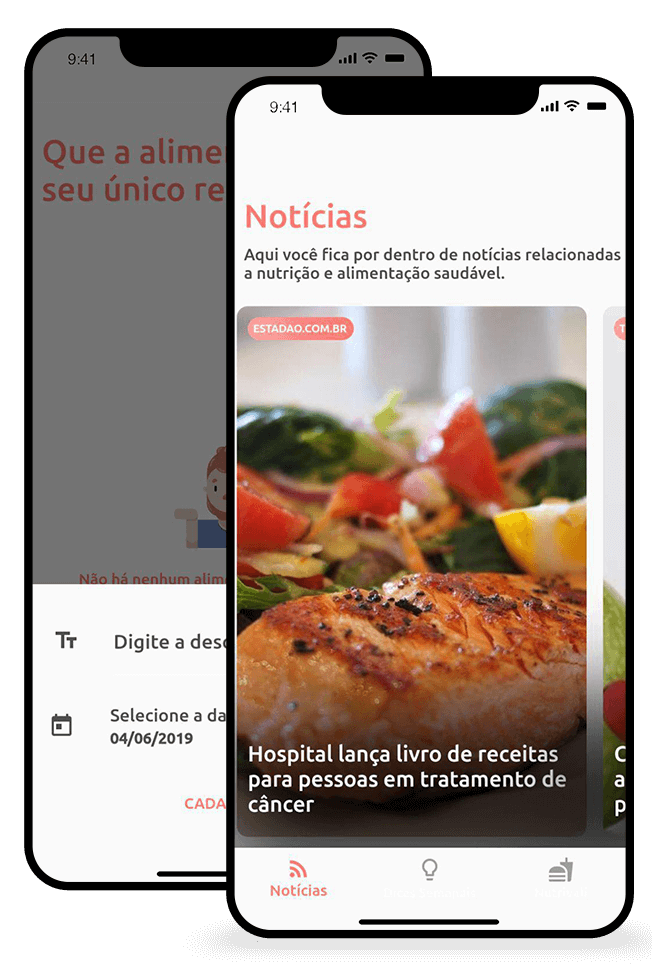 9:41
Que a alime
seu único re
Não há nenhum alim
Digite a desc
Selecione a da
04/06/2019
CADA
9:41
Notícias
Aqui você fica por dentro de notícias relacionadas
a nutrição e alimentação saudável.
ESTADAO.COM.BR
T
Hospital lança livro de receitas
para pessoas em tratamento de
câncer
C
a
p
Notícias